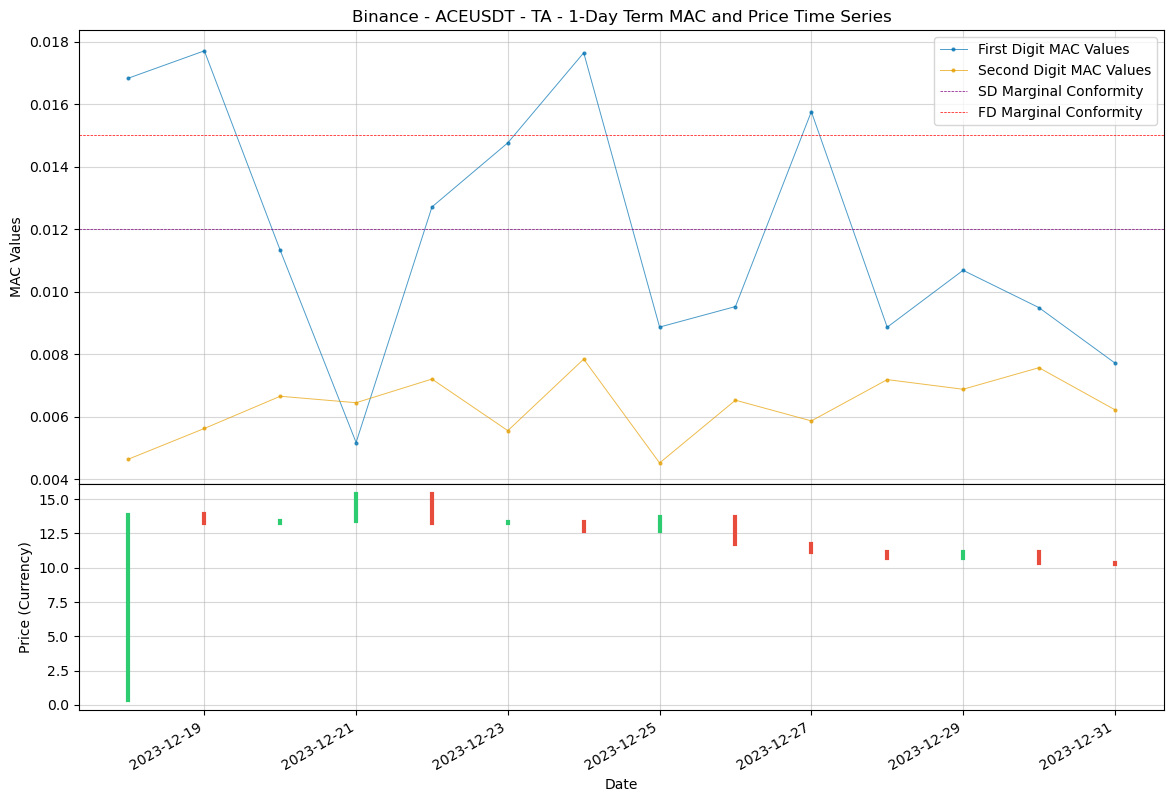 Binance - ACEUSDT - TA - 1-Day Term MAC and Price Time Series
First Digit MAC Values
Second Digit MAC Values
SD Marginal Conformity
FD Marginal Conformity
MAC Values
0.018
0.016
0.014
0.012
0.010
0.008
0.006
0.004
Price (Currency)
15.0
12.5
10.0
7.5
5.0
2.5
0.0
2023-12-19
2023-12-21
2023-12-23
2023-12-25
2023-12-27
2023-12-29
2023-12-31
Date